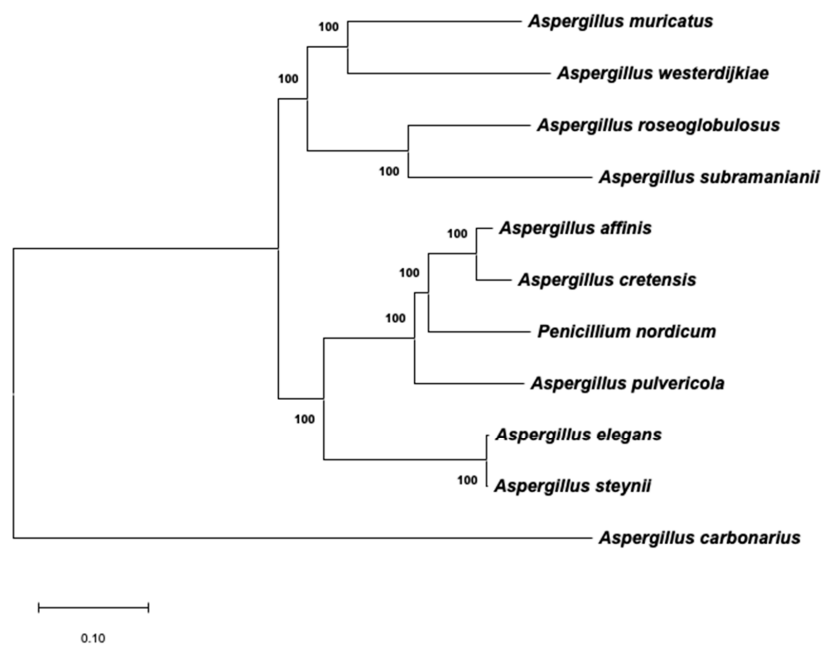 100
Aspergillus muricatus
100
Aspergillus westerdijkiae
Aspergillus roseoglobulosus
100
Aspergillus subramanianii
100
Aspergillus affinis
100
Aspergillus cretensis
100
Penicillium nordicum
Aspergillus pulvericola
100
Aspergillus elegans
100
Aspergillus steynii
Aspergillus carbonarius
0.10